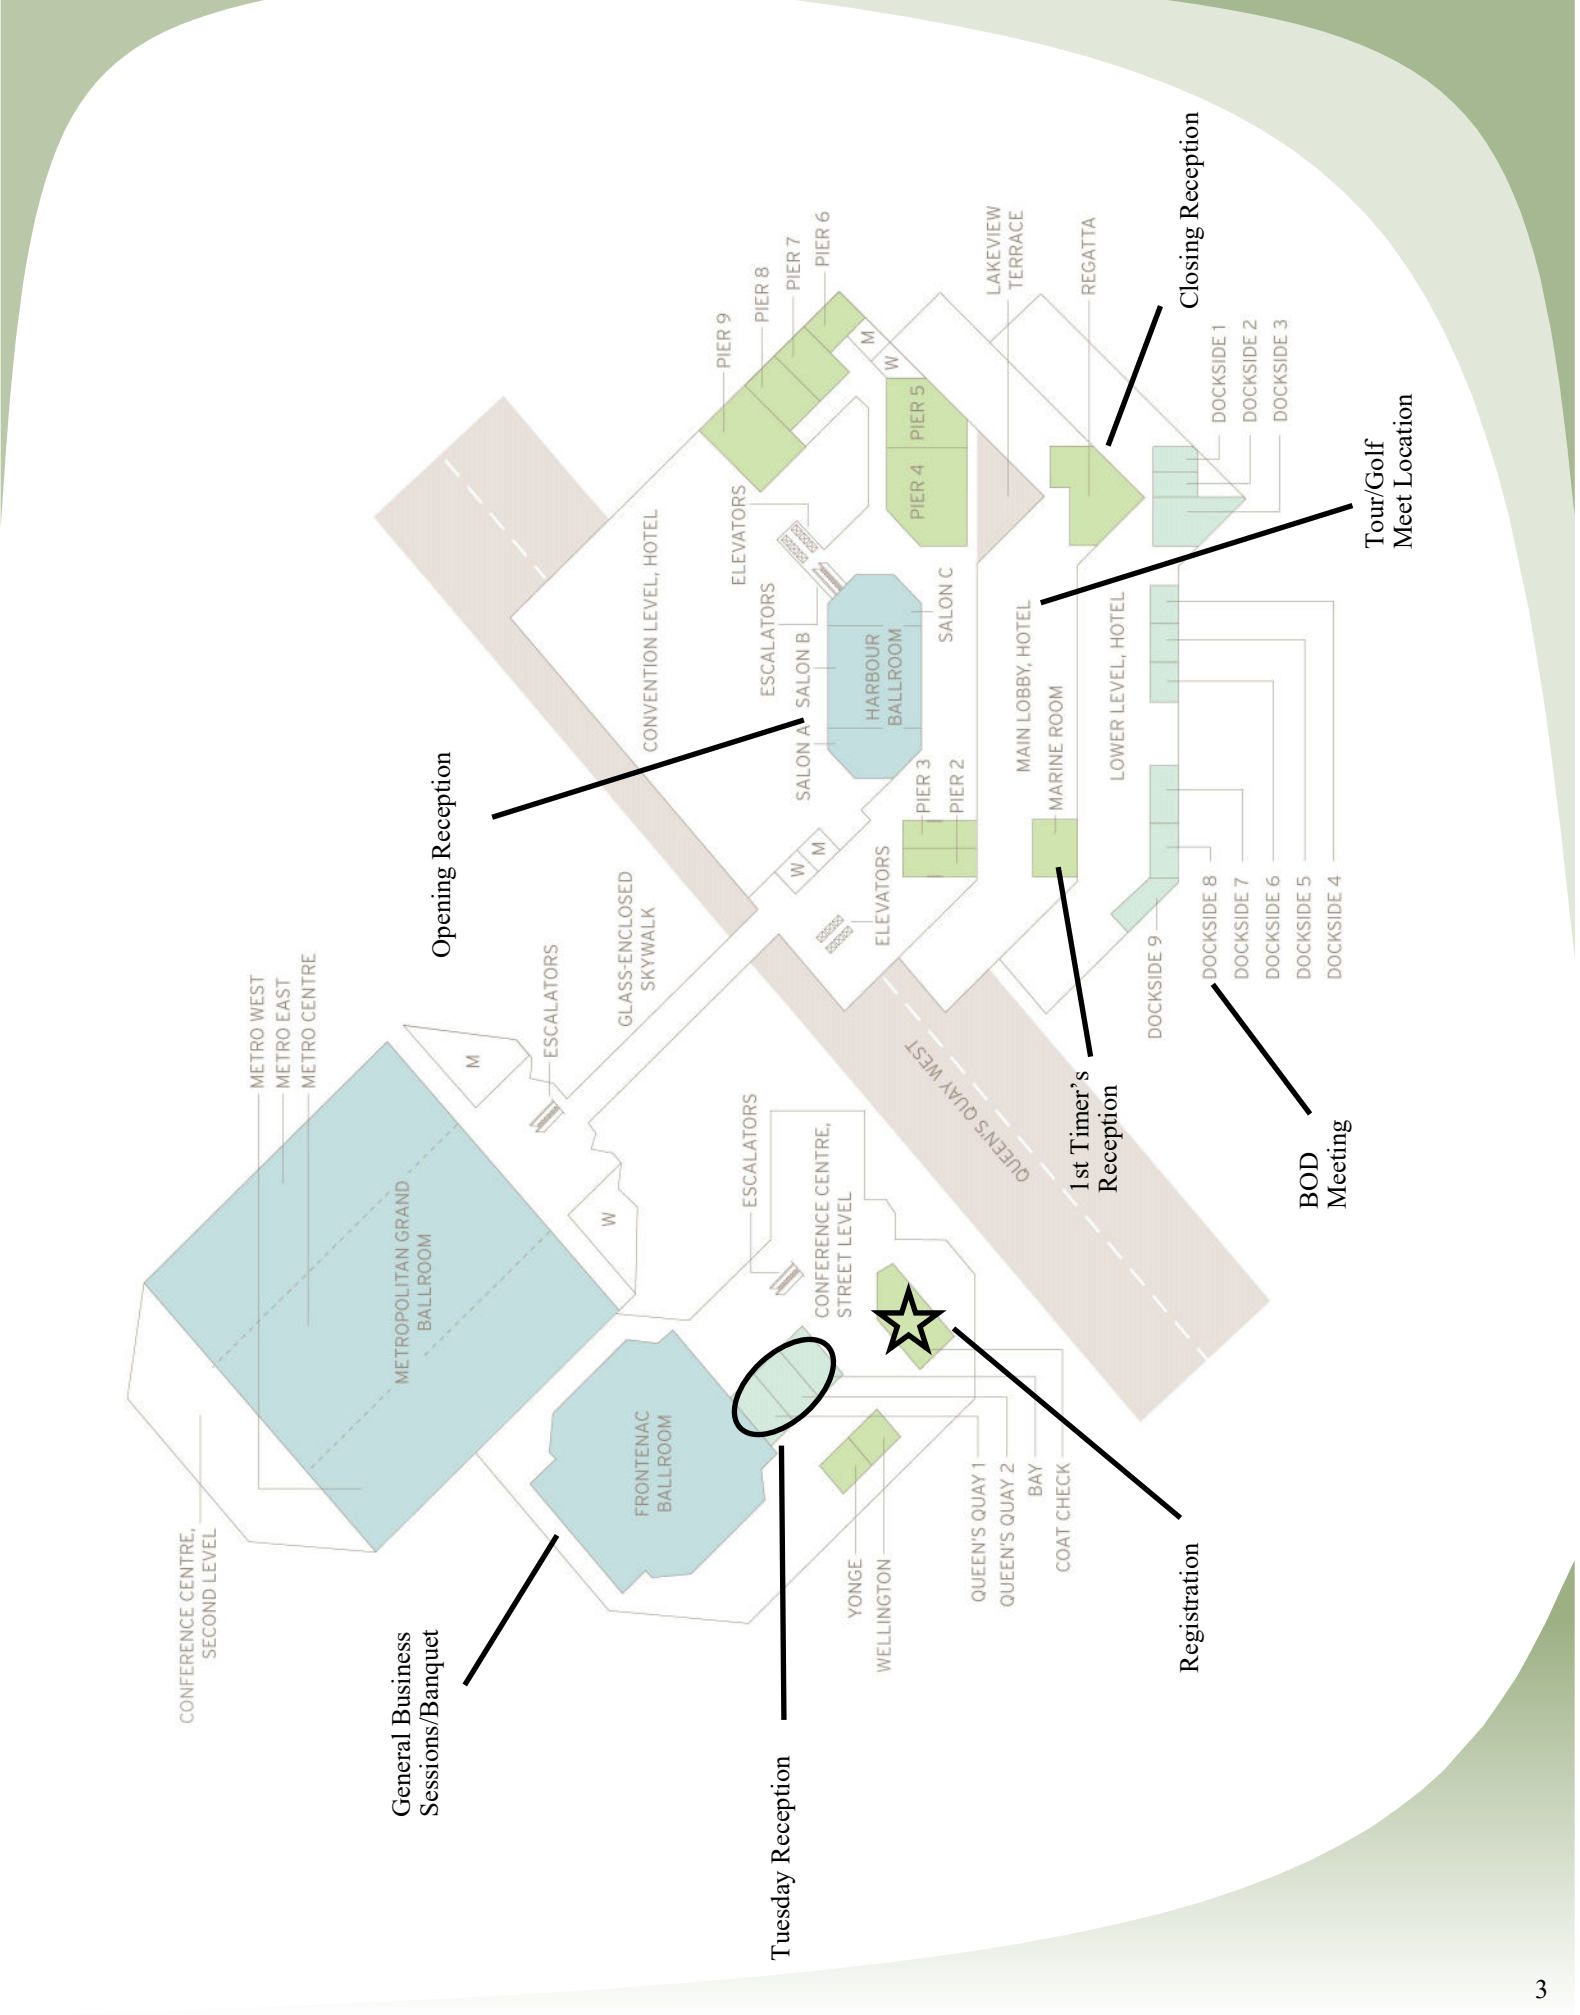 CONFERENCE CENTRE,
SECOND LEVEL
METRO WEST
METRO EAST
METRO CENTRE
METROPOLITAN GRAND
BALLROOM
M
W
ESCALATORS
GLASS-ENCLOSED
SKYWALK
General Business
Sessions/Banquet
FRONTENAC
BALLROOM
Opening Reception
CONVENTION LEVEL, HOTEL
ELEVATORS
ESCALATORS
SALON A
SALON B
SALON C
HARBOUR
BALLROOM
PIER 9
PIER 8
PIER 7
PIER 6
M
W
PIER 4
PIER 5
W
M
ELEVATORS
PIER 3
PIER 2
LAKEVIEW
TERRACE
REGATTA
Closing Reception
MAIN LOBBY, HOTEL
MARINE ROOM
LOWER LEVEL, HOTEL
DOCKSIDE 1
DOCKSIDE 2
DOCKSIDE 3
Tour/Golf
Meet Location
DOCKSIDE 9
DOCKSIDE 8
DOCKSIDE 7
DOCKSIDE 6
DOCKSIDE 5
DOCKSIDE 4
QUEEN'S QUAY WEST
1st Timer's
Reception
BOD
Meeting
ESCALATORS
CONFERENCE CENTRE,
STREET LEVEL
Tuesday Reception
YONGE
WELLINGTON
QUEEN'S QUAY 1
QUEEN'S QUAY 2
BAY
COAT CHECK
Registration
3